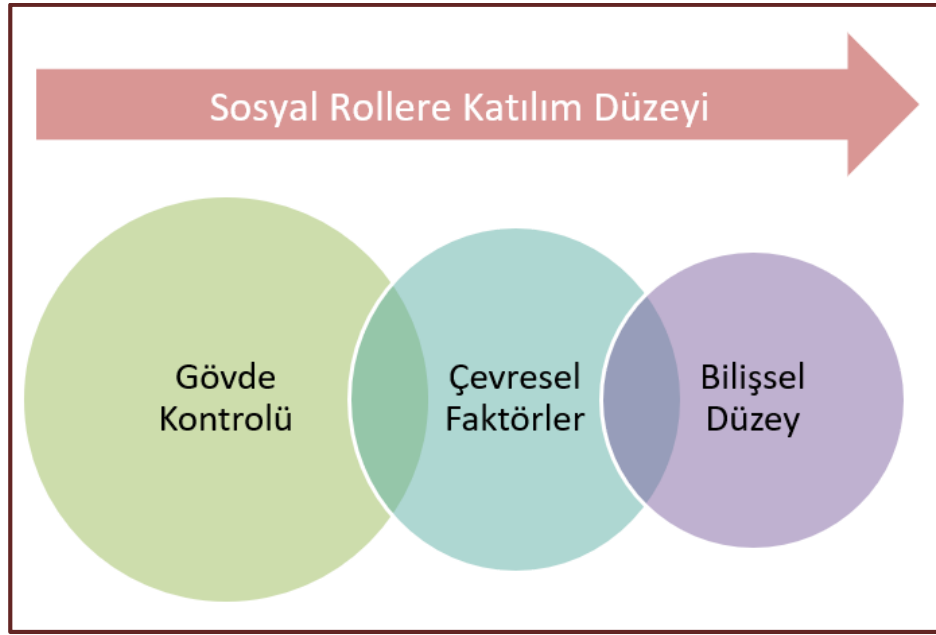 Sosyal Rollere Katılım Düzeyi
Gövde
Kontrolü
Çevresel
Faktörler
Bilişsel
Düzey